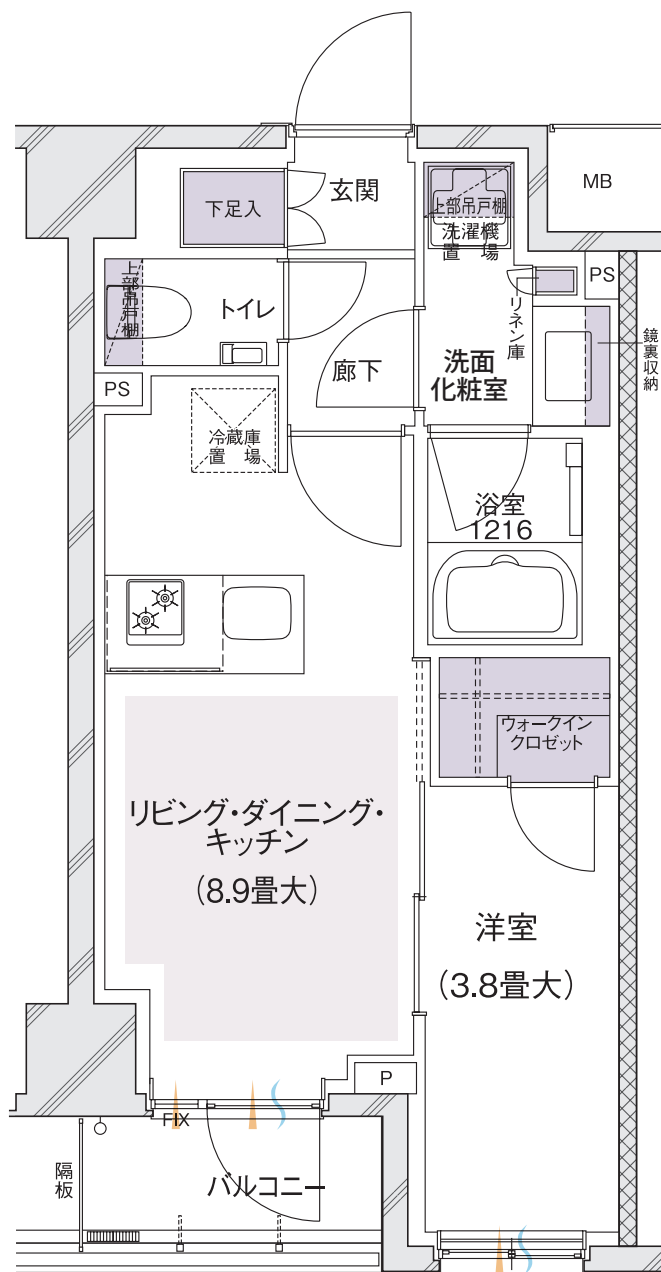 MB
下足入
玄関
上部吊戸棚
洗濯機
置場
上部吊戸棚
トイレ
PS
リネン庫
鏡裏収納
洗面
化粧室
廊下
PS
冷蔵庫
置場
浴室
1216
ウォークイン
クロゼット
リビング・ダイニング・
キッチン
(8.9畳大)
洋室
(3.8畳大)
P
FIX
隔板
バルコニー